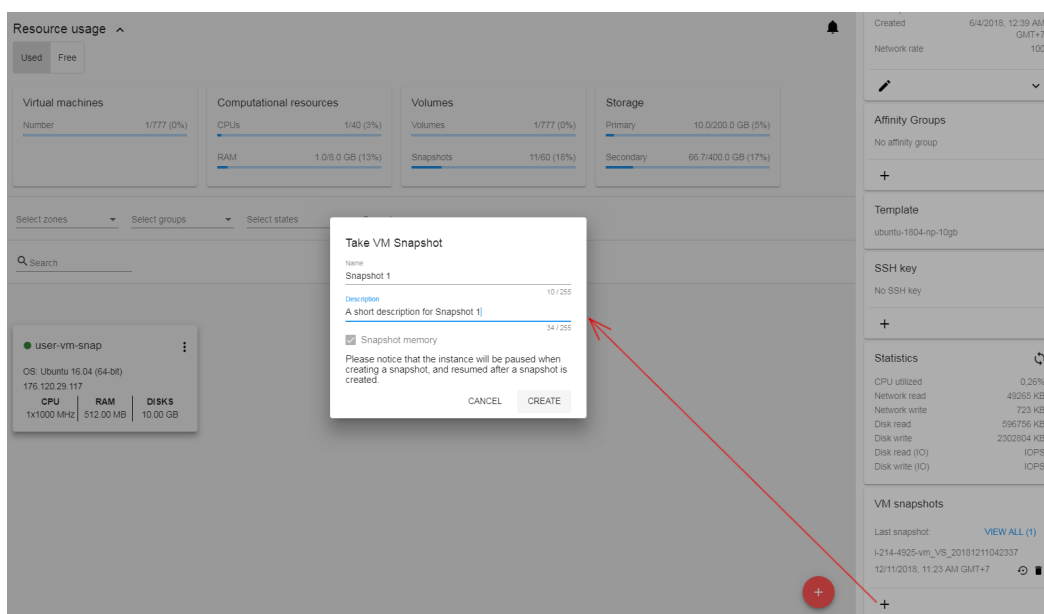 Resource usage
Used Free
Virtual machines
Number 1/777 (0%)
Computational resources
CPUs 1/40 (3%)
RAM 1.0/8.0 GB (13%)
Volumes
Volumes 1/777 (0%)
Snapshots 11/60 (18%)
Storage
Primary 10.0/200.0 GB (5%)
Secondary 66.7/400.0 GB (17%)
Select zones Select groups Select states
Search
user-vm-snap
OS: Ubuntu 16.04 (64-bit)
176.120.29.117
CPU RAM DISKS
1x1000 MHz 512.00 MB 10.00 GB
Take VM Snapshot
Name
Snapshot 1
10 / 255
Description
A short description for Snapshot 1
34 / 255
Snapshot memory
Please notice that the instance will be paused when
creating a snapshot, and resumed after a snapshot is
created.
CANCEL CREATE
Created 6/4/2018, 12:39 AM
GMT+7
Network rate 100
Affinity Groups
No affinity group
+
Template
ubuntu-1604-np-10gb
SSH key
No SSH key
+
Statistics
CPU utilized 0,26%
Network read 49265 KB
Network write 723 KB
Disk read 596756 KB
Disk write 2302804 KB
Disk read (IO) IOPS
Disk write (IO) IOPS
VM snapshots
Last snapshot: VIEW ALL (1)
i-214-4925-vm_VS_20181211042337
12/11/2018, 11:23 AM GMT+7
+
+